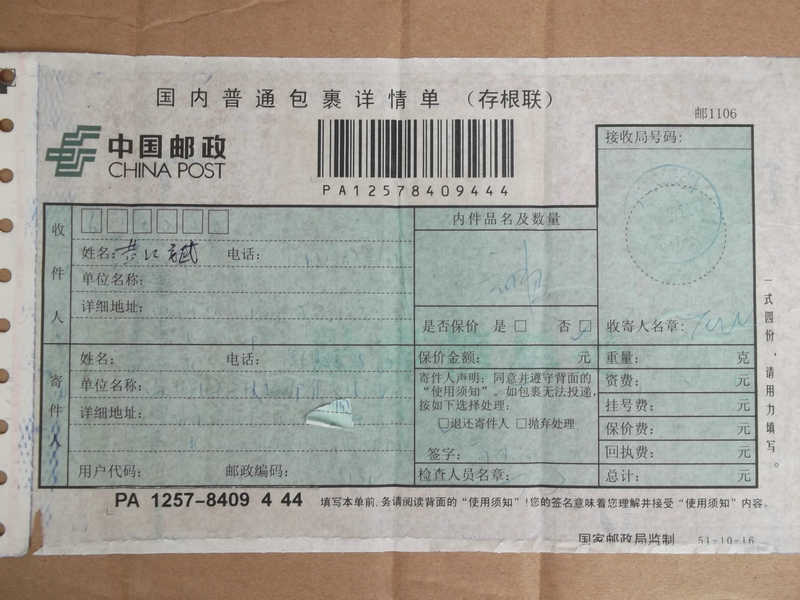 国内普通包裹详情单（存根联）
邮1106
中国邮政
CHINA POST
PA12578409444
接收局号码:
收件人
姓名: 电话:
单位名称:
详细地址:
内件品名及数量
是否保价 是□ 否☑
收寄人名章:
寄件人
姓名: 电话:
单位名称:
详细地址:
用户代码: 邮政编码:
保价金额: 元
寄件人声明：同意并遵守背面的
“使用须知”。如包裹无法投递,
按如下选择处理:
□退还寄件人 □抛弃处理
签字:
检查人员名章:
重量: 克
资费: 元
挂号费: 元
保价费: 元
回执费: 元
总计: 元
一式四份，请用力填写。
PA 1257-8409 4 44
填写本单前,务请阅读背面的“使用须知”!您的签名意味着您理解并接受“使用须知”内容。
国家邮政局监制 51-10-16